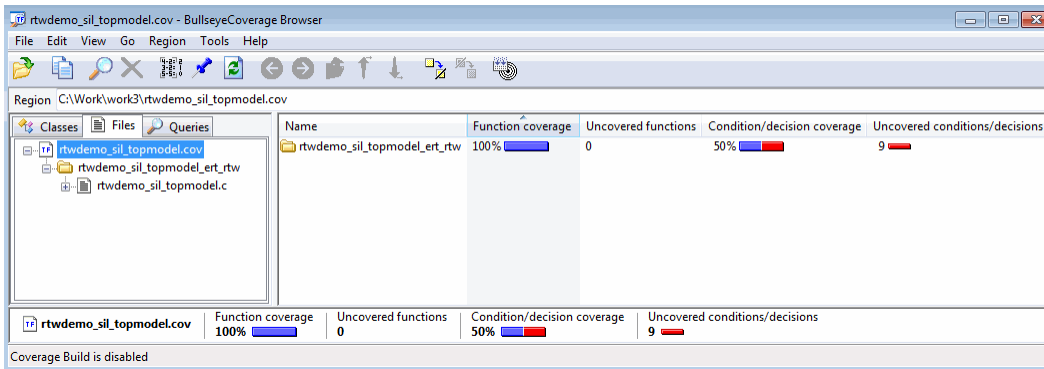 rtwdemo_sil_topmodel.cov - BullseyeCoverage Browser
File Edit View Go Region Tools Help
Region C:\Work\work3\rtwdemo_sil_topmodel.cov
Classes Files Queries
Name Function coverage Uncovered functions Condition/decision coverage Uncovered conditions/decisions
rtwdemo_sil_topmodel.cov
rtwdemo_sil_topmodel_ert_rtw 100% 0 50% 9
rtwdemo_sil_topmodel_ert_rtw
rtwdemo_sil_topmodel.c
rtwdemo_sil_topmodel.cov
Function coverage Uncovered functions Condition/decision coverage Uncovered conditions/decisions
100% 0 50% 9
Coverage Build is disabled